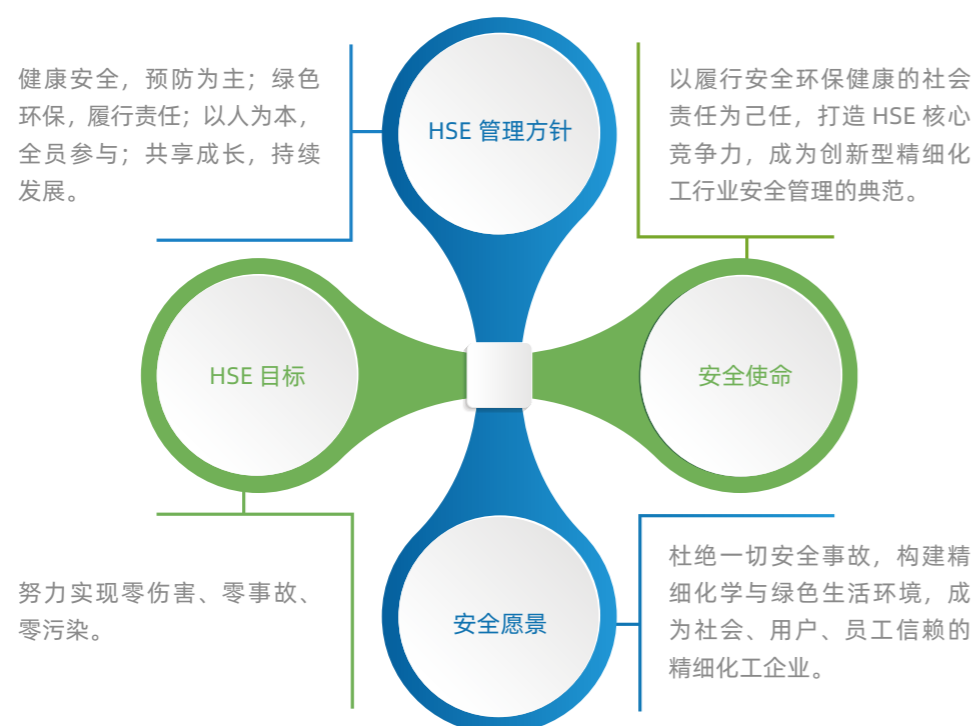 健康安全，预防为主；绿色
环保，履行责任；以人为本，
全员参与；共享成长，持续
发展。
HSE 管理方针
以履行安全环保健康的社会
责任为己任，打造 HSE 核心
竞争力，成为创新型精细化
工行业安全管理的典范。
HSE 目标
安全使命
努力实现零伤害、零事故、
零污染。
安全愿景
杜绝一切安全事故，构建精
细化学与绿色生活环境，成
为社会、用户、员工信赖的
精细化工企业。